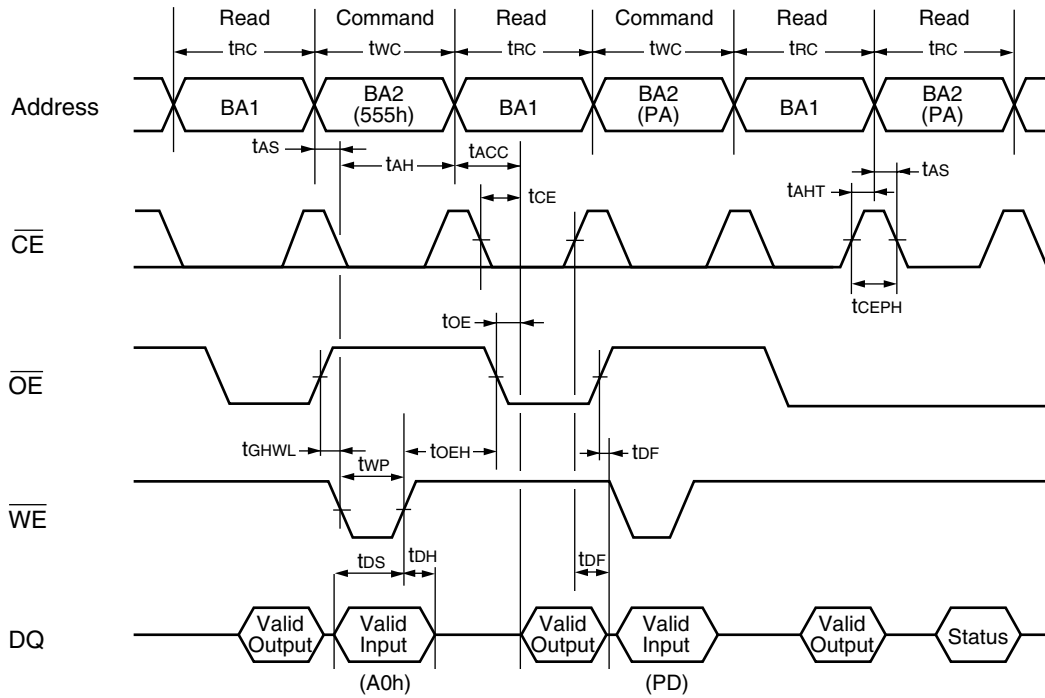 Read Command Read Command Read Read
tRC tWC tRC tWC tRC tRC
Address BA1 BA2 (555h) BA1 BA2 (PA) BA1 BA2 (PA)
tAS tAH tACC tAS
tAHT
tCE
CE
tCEPH
tOE
OE
tGHWL tWP tOEH tDF
WE
tDS tDH tDF
DQ Valid Output Valid Input Valid Output Valid Input Valid Output Status
(A0h) (PD)